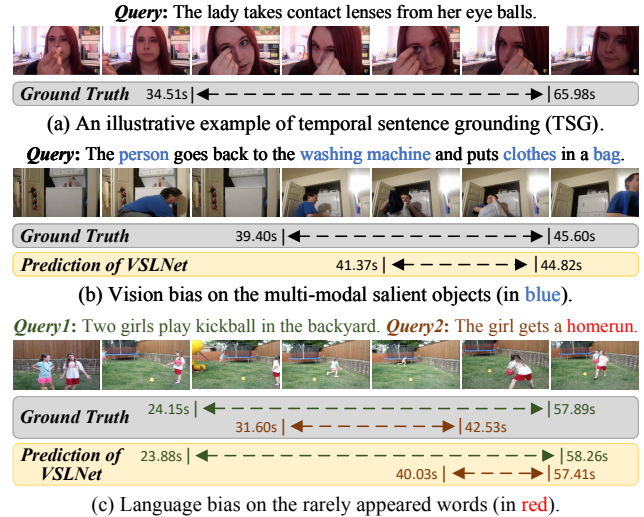 Query: The lady takes contact lenses from her eye balls.
Ground Truth 34.51s 65.98s
(a) An illustrative example of temporal sentence grounding (TSG).
Query: The person goes back to the washing machine and puts clothes in a bag.
Ground Truth 39.40s 45.60s
Prediction of VSLNet 41.37s 44.82s
(b) Vision bias on the multi-modal salient objects (in blue).
Query1: Two girls play kickball in the backyard. Query2: The girl gets a homerun.
Ground Truth 24.15s 57.89s
31.60s 42.53s
Prediction of VSLNet 23.88s 58.26s
40.03s 57.41s
(c) Language bias on the rarely appeared words (in red).